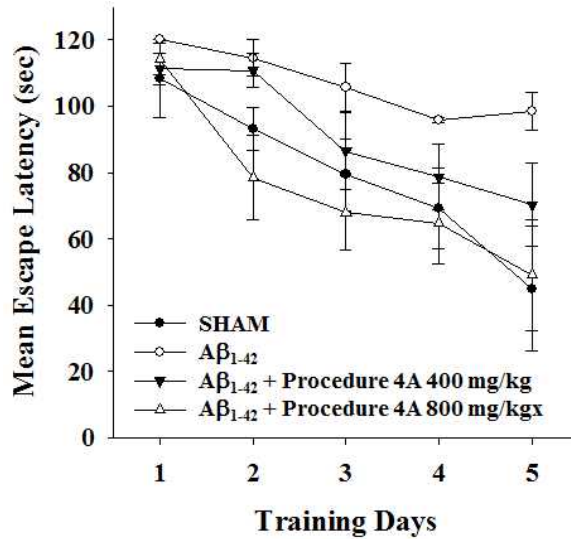 120
100
80
60
40
20
0
Mean Escape Latency (sec)
SHAM
Aβ1-42
Aβ1-42 + Procedure 4A 400 mg/kg
Aβ1-42 + Procedure 4A 800 mg/kgx
1 2 3 4 5
Training Days